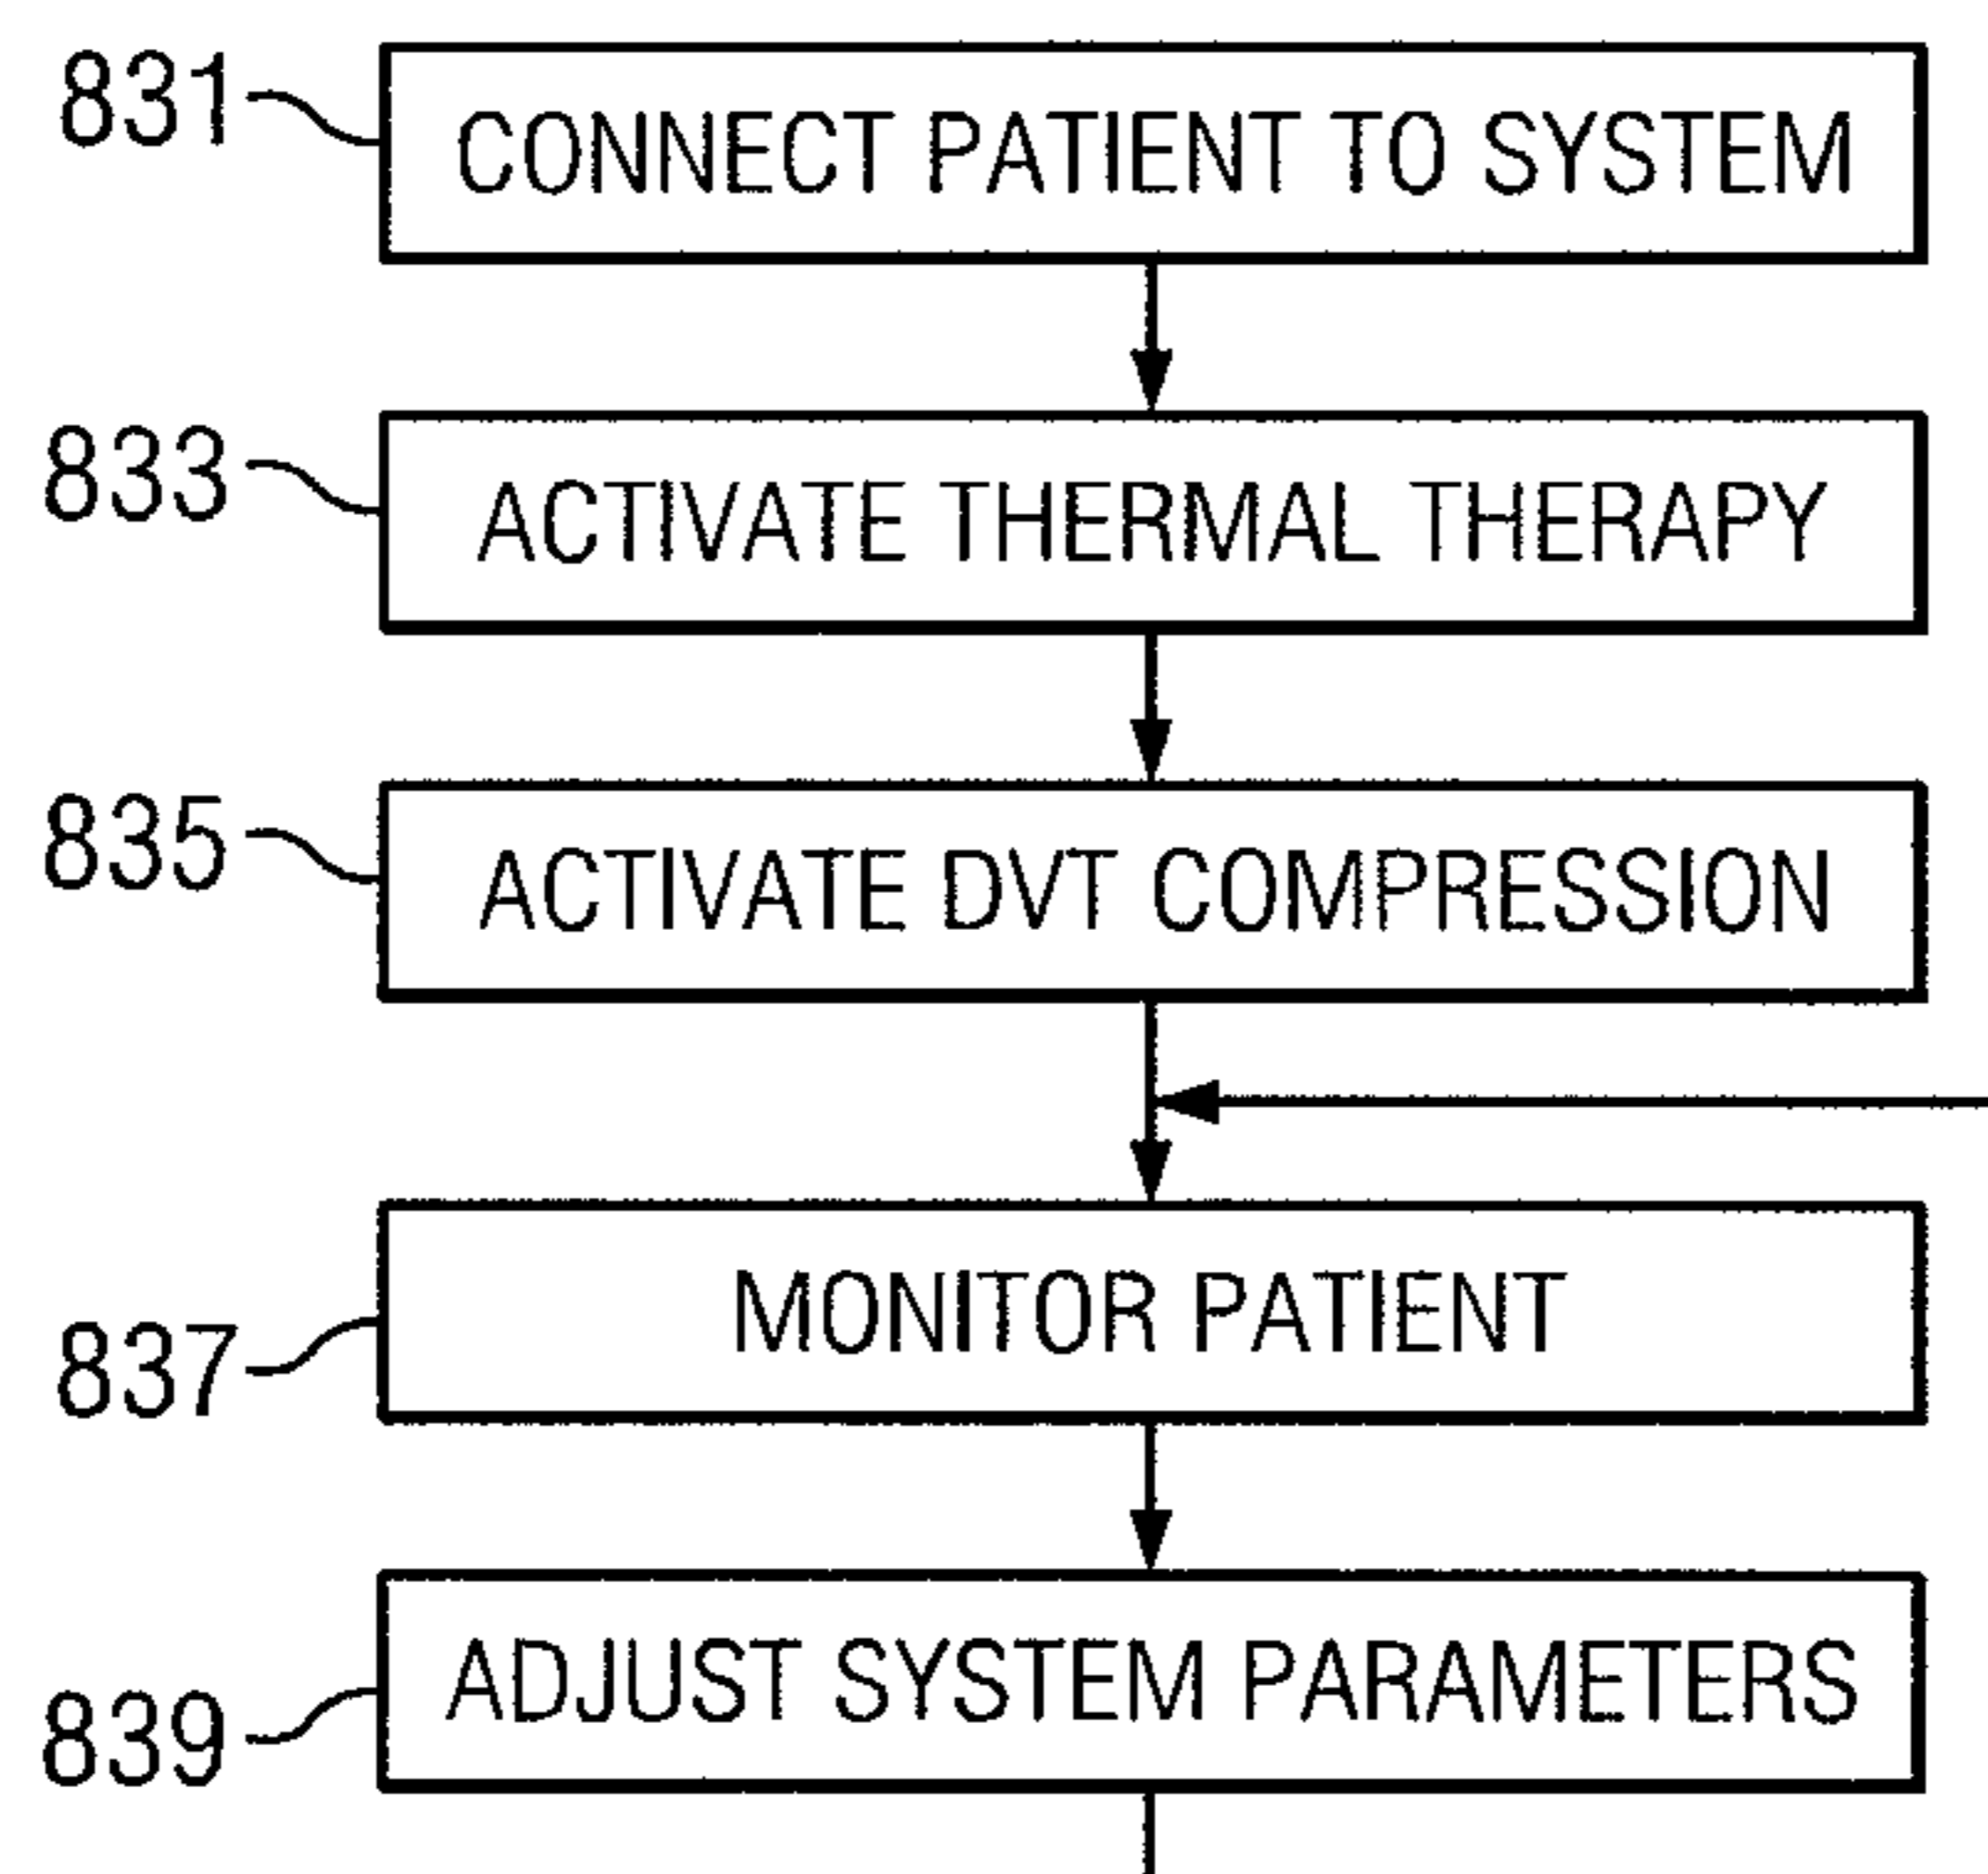 831
CONNECT PATIENT TO SYSTEM
833
ACTIVATE THERMAL THERAPY
835
ACTIVATE DVT COMPRESSION
837
MONITOR PATIENT
839
ADJUST SYSTEM PARAMETERS